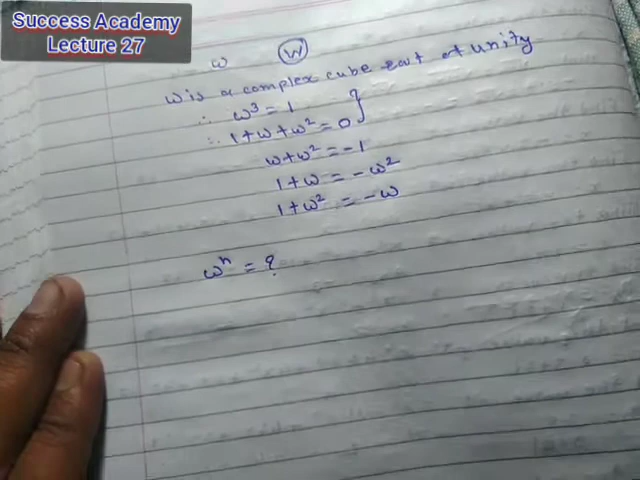 Success Academy
Lecture 27
ω W
ω is a complex cube root of unity
∴ ω³ = 1
∴ 1+ω+ω² = 0 }
ω+ω² = -1
1+ω = -ω²
1+ω² = -ω
ωⁿ = ?